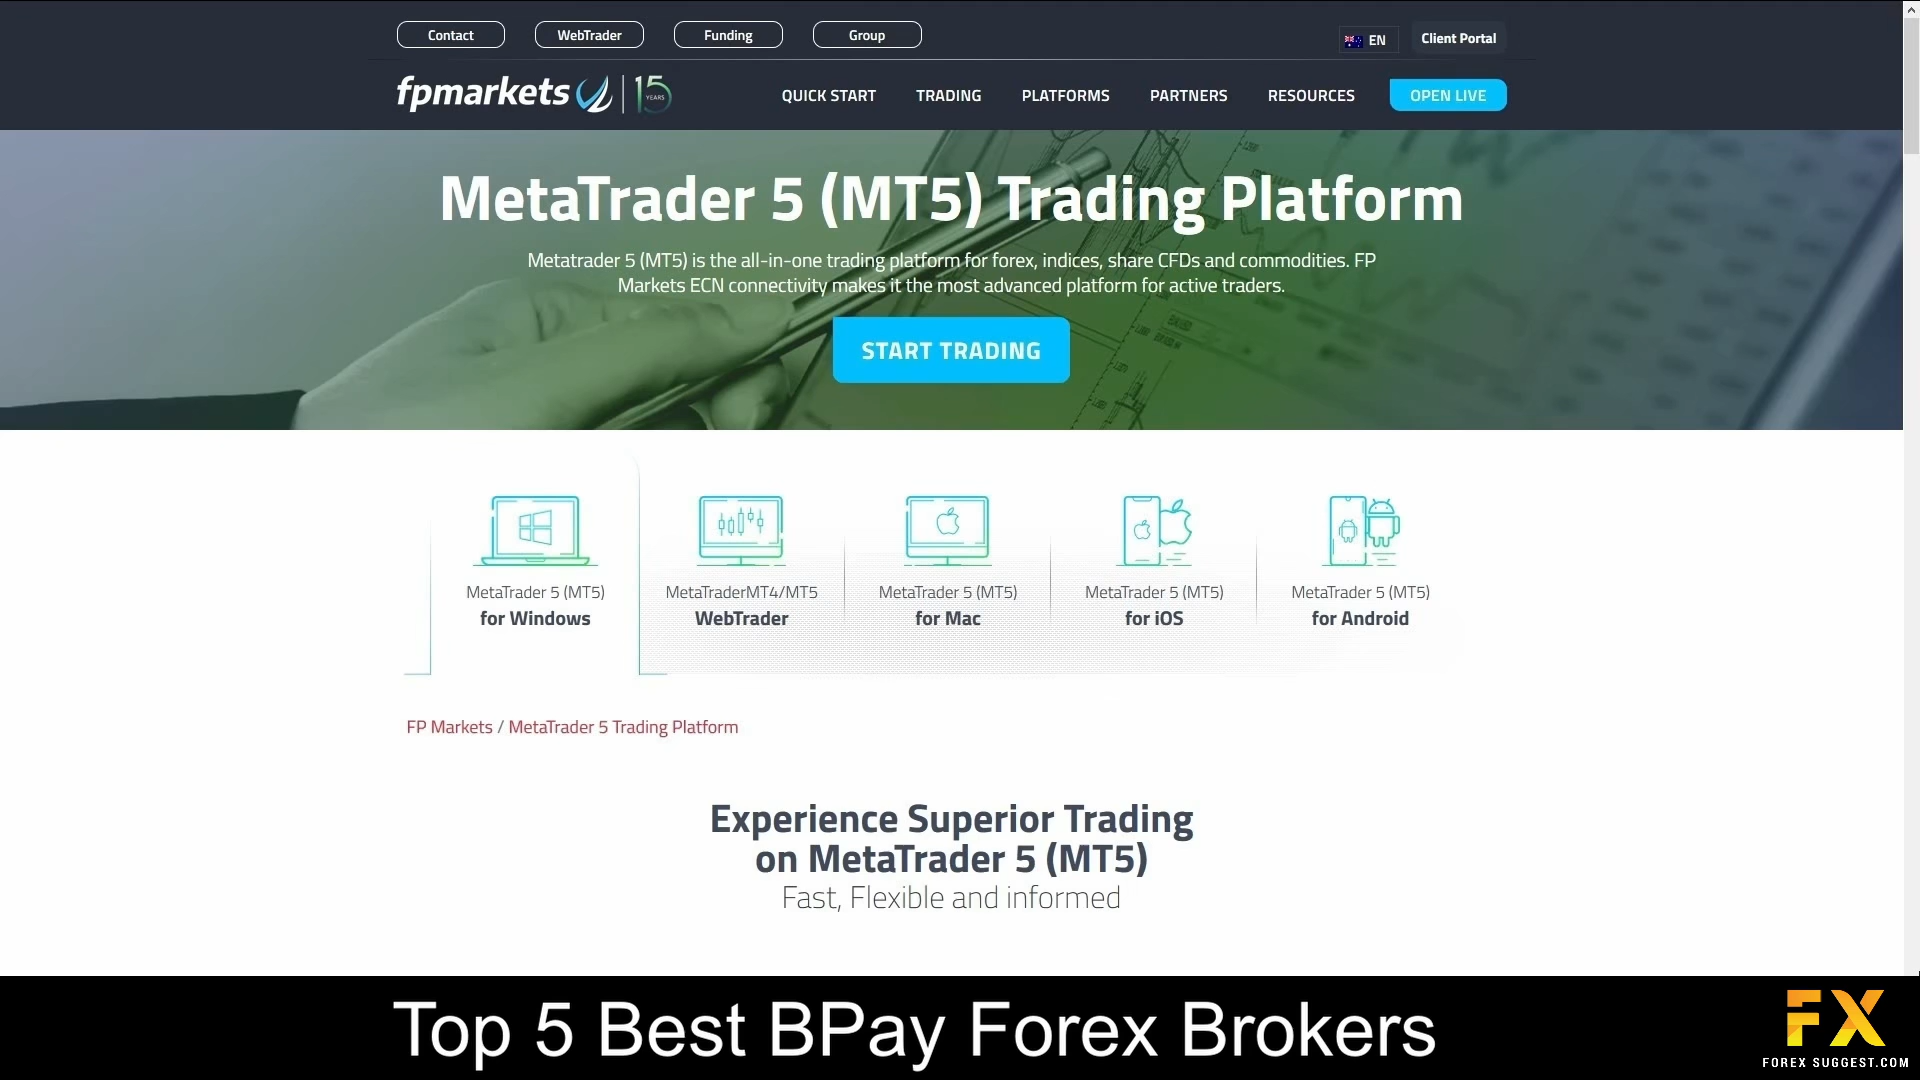 Contact WebTrader Funding Group EN Client Portal
fpmarkets 15 YEARS QUICK START TRADING PLATFORMS PARTNERS RESOURCES OPEN LIVE
MetaTrader 5 (MT5) Trading Platform
Metatrader 5 (MT5) is the all-in-one trading platform for forex, indices, share CFDs and commodities. FP
Markets ECN connectivity makes it the most advanced platform for active traders.
START TRADING
MetaTrader 5 (MT5)
for Windows
MetaTraderMT4/MT5
WebTrader
MetaTrader 5 (MT5)
for Mac
MetaTrader 5 (MT5)
for iOS
MetaTrader 5 (MT5)
for Android
FP Markets / MetaTrader 5 Trading Platform
Experience Superior Trading
on MetaTrader 5 (MT5)
Fast, Flexible and informed
Top 5 Best BPay Forex Brokers
FX
FOREX SUGGEST.COM